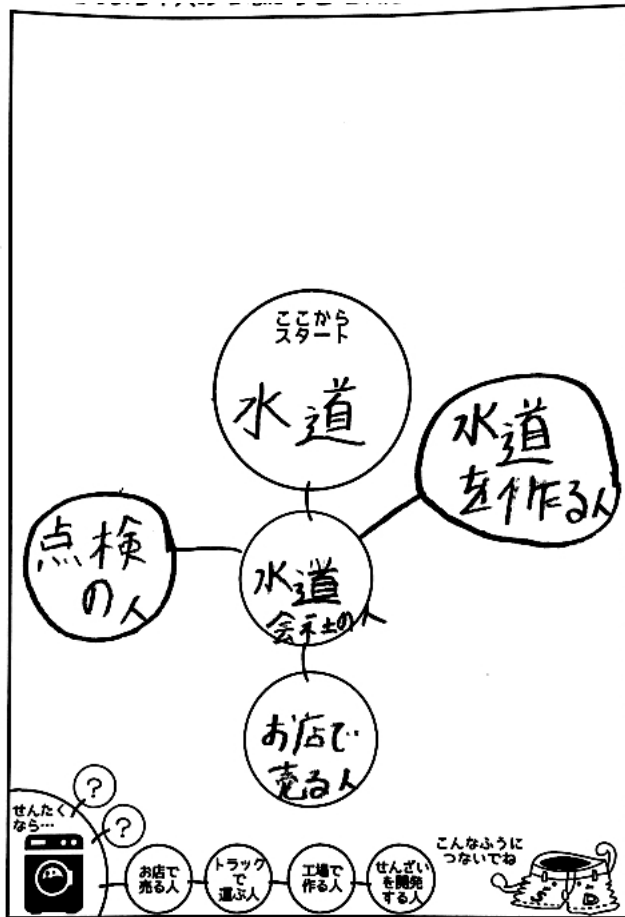 ここから
スタート
水道
水道
を作る人
点検
の人
水道
会社の人
お店で
売る人
せんたく
なら…
?
?
お店で
売る人
トラック
で
運ぶ人
工場で
作る人
せんざい
を開発
する人
こんなふうに
つないでね